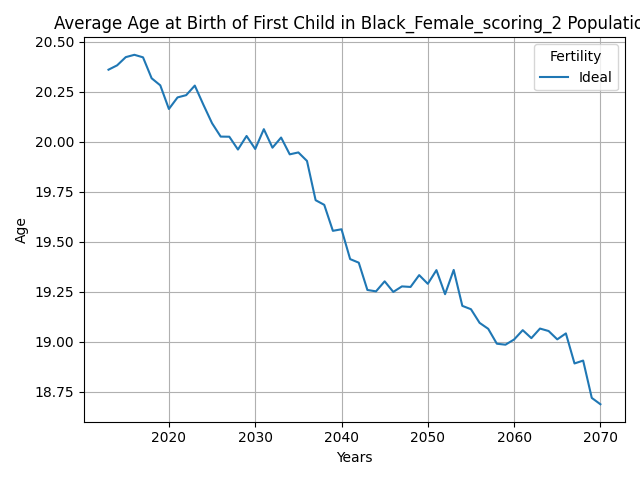 Average Age at Birth of First Child in Black_Female_scoring_2 Populatio
20.50
20.25
20.00
19.75
19.50
19.25
19.00
18.75
Age
Fertility
Ideal
2020 2030 2040 2050 2060 2070
Years